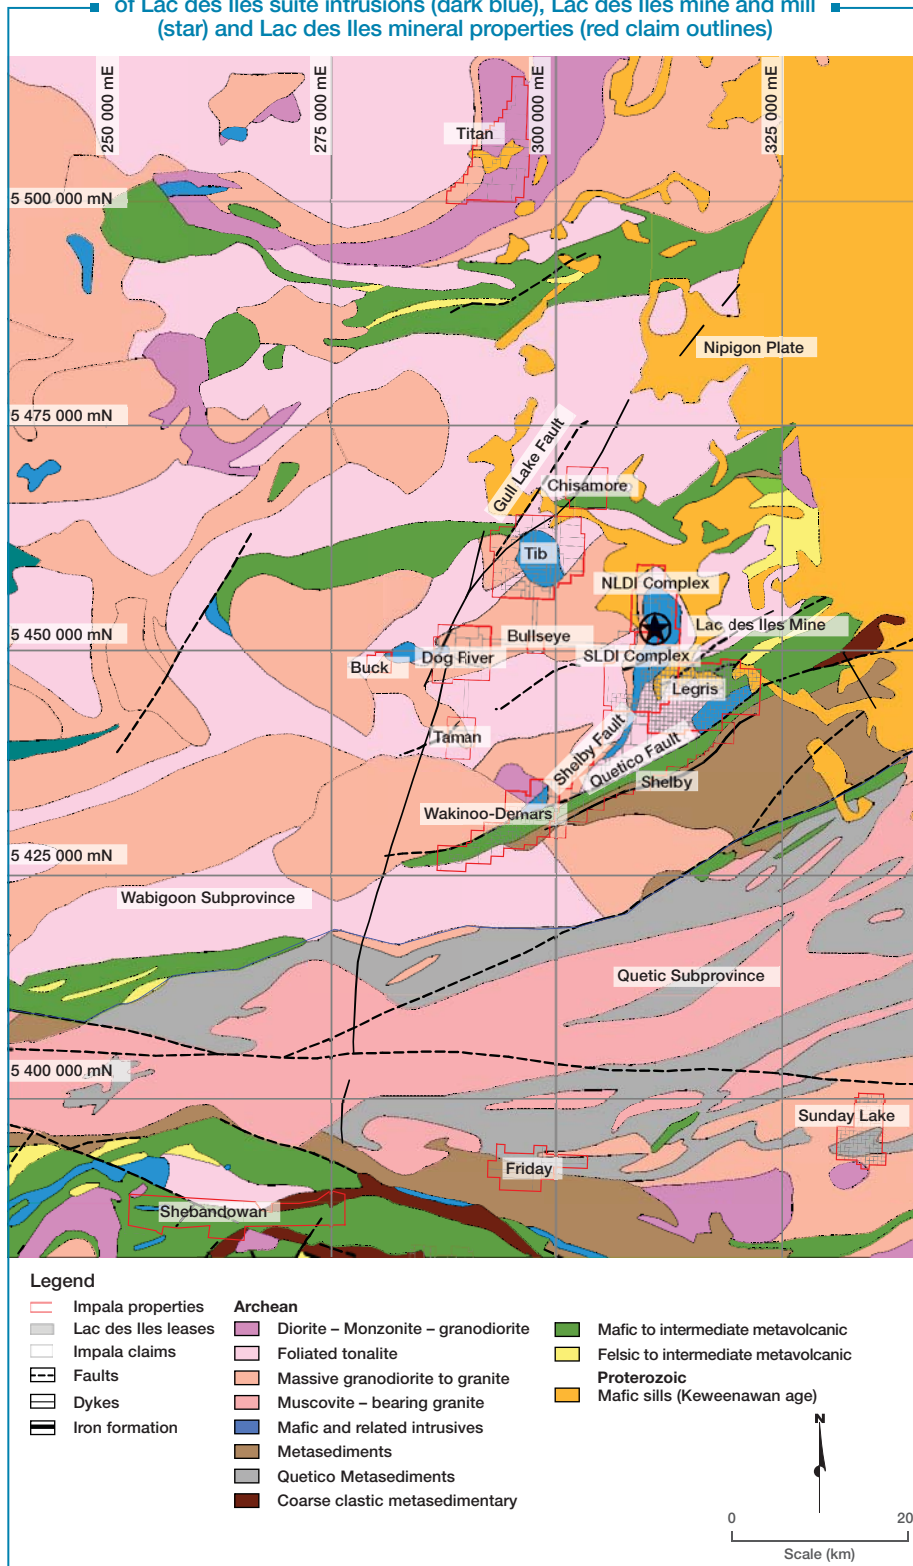 of Lac des Iles suite intrusions (dark blue), Lac des Iles mine and mill
(star) and Lac des Iles mineral properties (red claim outlines)
250 000 mE
275 000 mE
300 000 mE
325 000 mE
Titan
5 500 000 mN
Nipigon Plate
5 475 000 mN
Gull Lake Fault
Chisamore
Tib
NLDI Complex
Lac des Iles Mine
5 450 000 mN
Bullseye
Buck
Dog River
SLDI Complex
Legris
Taman
Shelby Fault
Quetico Fault
Shelby
Wakinoo-Demars
5 425 000 mN
Wabigoon Subprovince
Quetic Subprovince
5 400 000 mN
Sunday Lake
Friday
Shebandowan
Legend
Impala properties
Lac des Iles leases
Impala claims
Faults
Dykes
Iron formation
Archean
Diorite – Monzonite – granodiorite
Foliated tonalite
Massive granodiorite to granite
Muscovite – bearing granite
Mafic and related intrusives
Metasediments
Quetico Metasediments
Coarse clastic metasedimentary
Mafic to intermediate metavolcanic
Felsic to intermediate metavolcanic
Proterozoic
Mafic sills (Keweenawan age)
N
0 20
Scale (km)